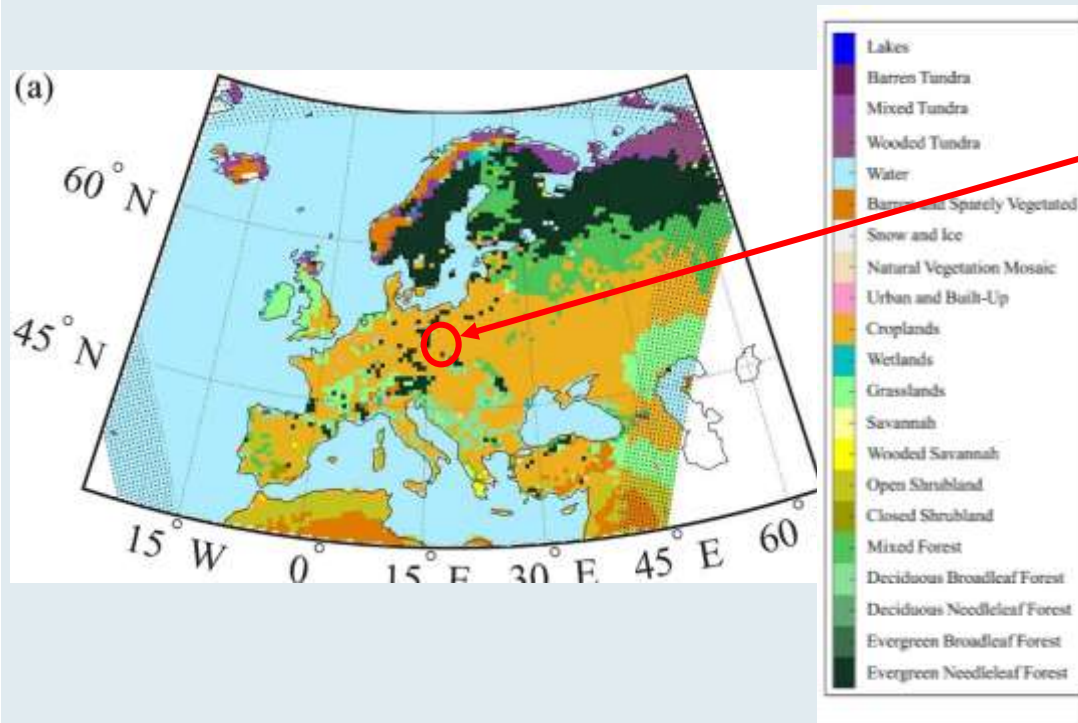 (a)
60° N
45° N
15° W
0°
15° E
30° E
45° E
60°
Lakes
Barren Tundra
Mixed Tundra
Wooded Tundra
Water
Barren and Sparely Vegetated
Snow and Ice
Natural Vegetation Mosaic
Urban and Built-Up
Croplands
Wetlands
Grasslands
Savannah
Wooded Savannah
Open Shrubland
Closed Shrubland
Mixed Forest
Deciduous Broadleaf Forest
Deciduous Needleleaf Forest
Evergreen Broadleaf Forest
Evergreen Needleleaf Forest